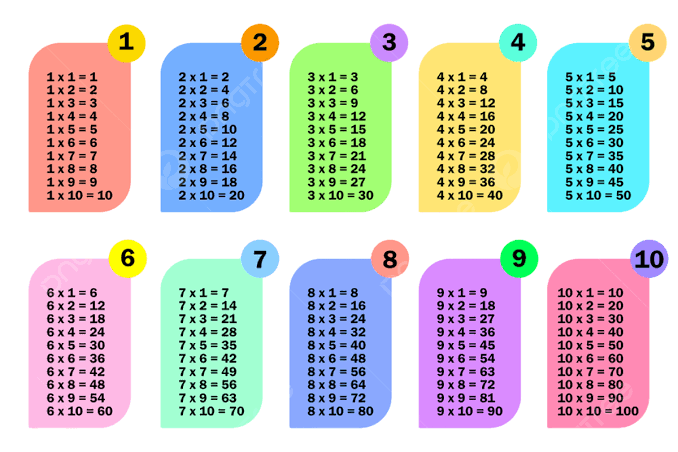 1
1 x 1 = 1
1 x 2 = 2
1 x 3 = 3
1 x 4 = 4
1 x 5 = 5
1 x 6 = 6
1 x 7 = 7
1 x 8 = 8
1 x 9 = 9
1 x 10 = 10
2
2 x 1 = 2
2 x 2 = 4
2 x 3 = 6
2 x 4 = 8
2 x 5 = 10
2 x 6 = 12
2 x 7 = 14
2 x 8 = 16
2 x 9 = 18
2 x 10 = 20
3
3 x 1 = 3
3 x 2 = 6
3 x 3 = 9
3 x 4 = 12
3 x 5 = 15
3 x 6 = 18
3 x 7 = 21
3 x 8 = 24
3 x 9 = 27
3 x 10 = 30
4
4 x 1 = 4
4 x 2 = 8
4 x 3 = 12
4 x 4 = 16
4 x 5 = 20
4 x 6 = 24
4 x 7 = 28
4 x 8 = 32
4 x 9 = 36
4 x 10 = 40
5
5 x 1 = 5
5 x 2 = 10
5 x 3 = 15
5 x 4 = 20
5 x 5 = 25
5 x 6 = 30
5 x 7 = 35
5 x 8 = 40
5 x 9 = 45
5 x 10 = 50
6
6 x 1 = 6
6 x 2 = 12
6 x 3 = 18
6 x 4 = 24
6 x 5 = 30
6 x 6 = 36
6 x 7 = 42
6 x 8 = 48
6 x 9 = 54
6 x 10 = 60
7
7 x 1 = 7
7 x 2 = 14
7 x 3 = 21
7 x 4 = 28
7 x 5 = 35
7 x 6 = 42
7 x 7 = 49
7 x 8 = 56
7 x 9 = 63
7 x 10 = 70
8
8 x 1 = 8
8 x 2 = 16
8 x 3 = 24
8 x 4 = 32
8 x 5 = 40
8 x 6 = 48
8 x 7 = 56
8 x 8 = 64
8 x 9 = 72
8 x 10 = 80
9
9 x 1 = 9
9 x 2 = 18
9 x 3 = 27
9 x 4 = 36
9 x 5 = 45
9 x 6 = 54
9 x 7 = 63
9 x 8 = 72
9 x 9 = 81
9 x 10 = 90
10
10 x 1 = 10
10 x 2 = 20
10 x 3 = 30
10 x 4 = 40
10 x 5 = 50
10 x 6 = 60
10 x 7 = 70
10 x 8 = 80
10 x 9 = 90
10 x 10 = 100